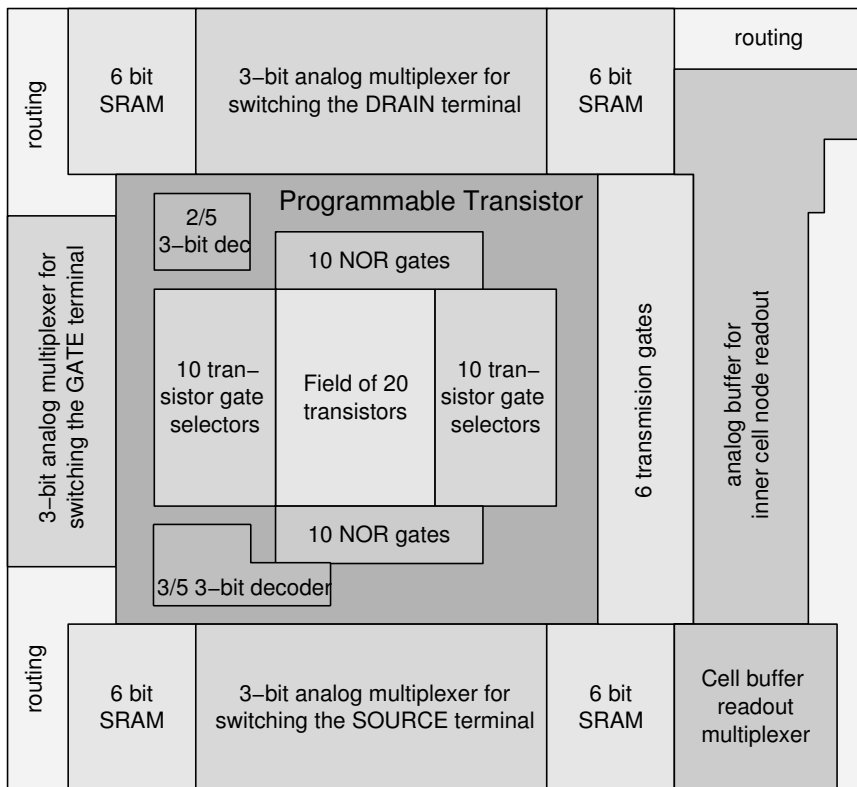 routing
6 bit
SRAM
3−bit analog multiplexer for
switching the DRAIN terminal
6 bit
SRAM
routing
Programmable Transistor
2/5
3−bit dec
10 NOR gates
3−bit analog multiplexer for
switching the GATE terminal
10 tran−
sistor gate
selectors
Field of 20
transistors
10 tran−
sistor gate
selectors
6 transmision gates
analog buffer for
inner cell node readout
10 NOR gates
3/5 3−bit decoder
routing
6 bit
SRAM
3−bit analog multiplexer for
switching the SOURCE terminal
6 bit
SRAM
Cell buffer
readout
multiplexer